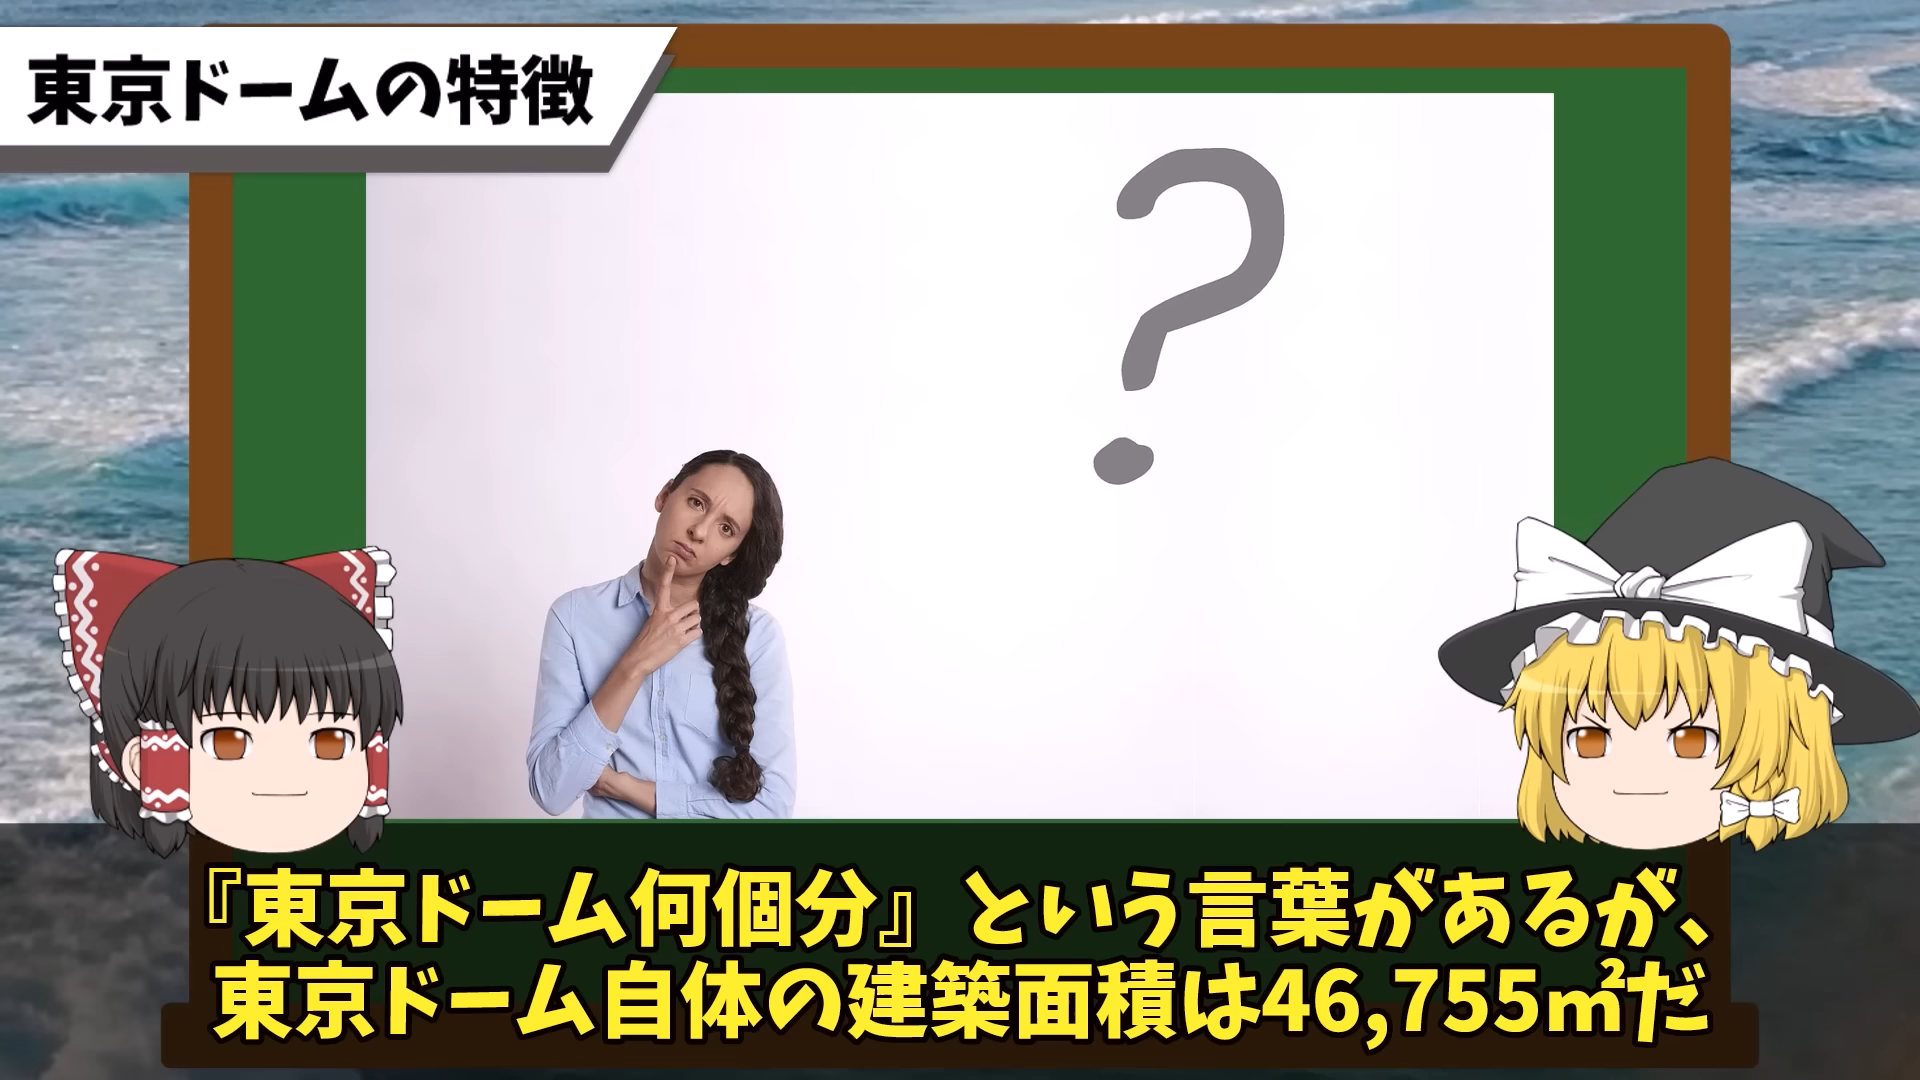 東京ドームの特徴
?
『東京ドーム何個分』という言葉があるが、
東京ドーム自体の建築面積は46,755㎡だ